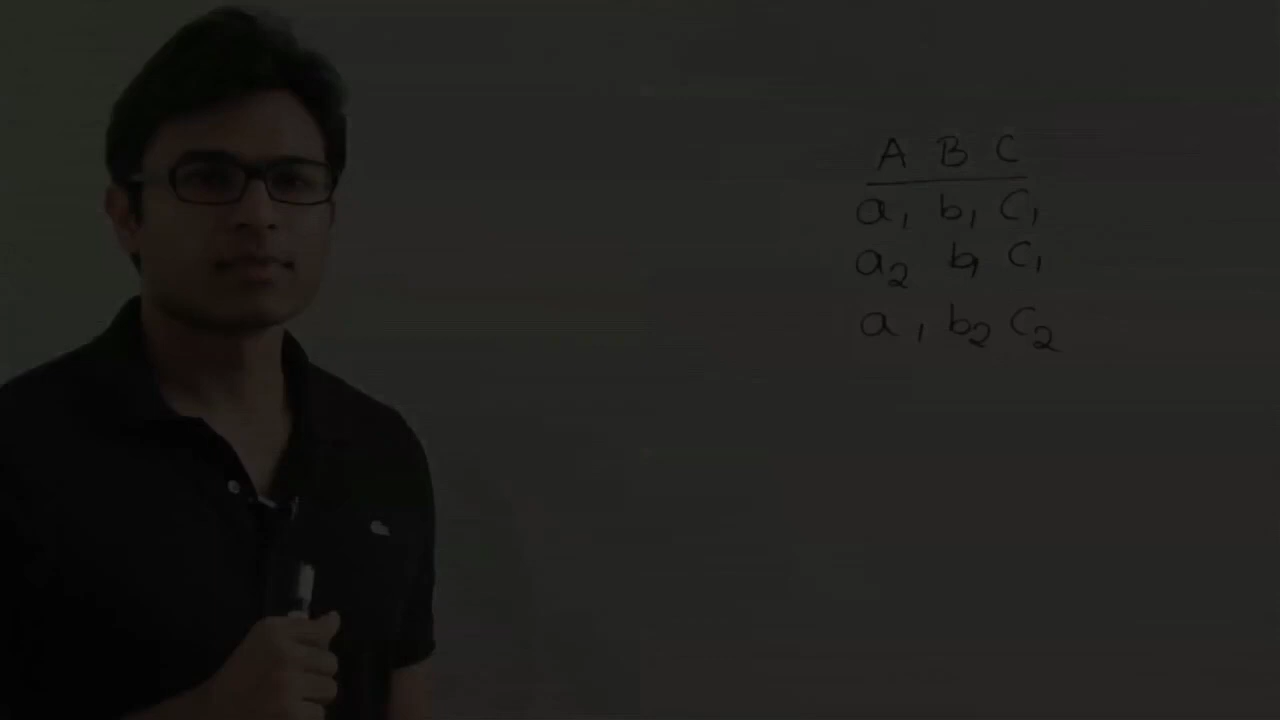 A B C
a₁ b₁ C₁
a₂ b₁ C₁
a₁ b₂ C₂